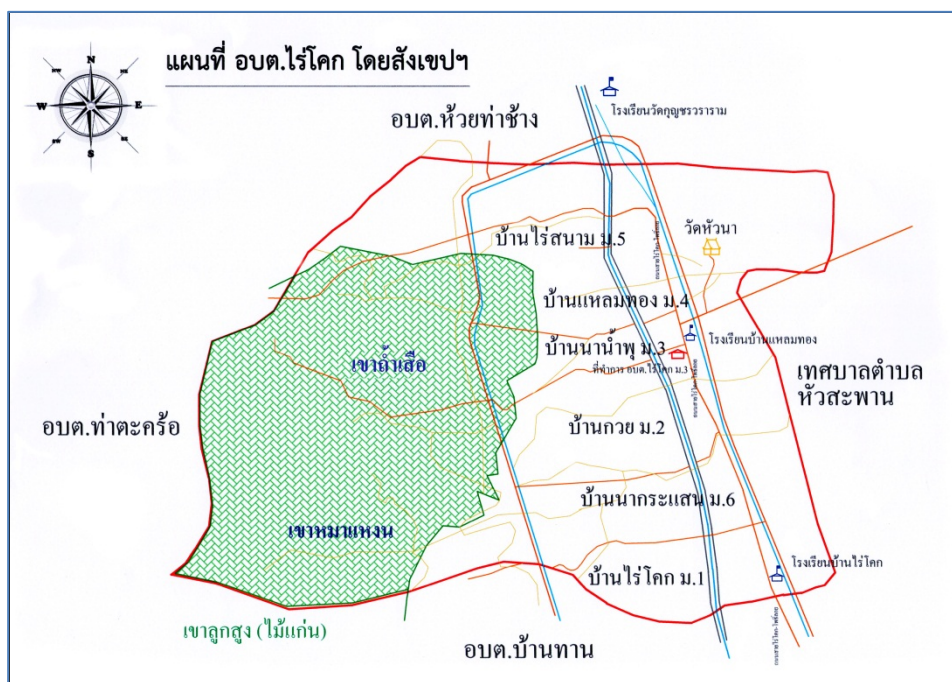 แผนที่ อบต.ไร่โคก โดยสังเขปฯ
N
W
E
S
โรงเรียนวัดกุญชรวราราม
อบต.ห้วยท่าช้าง
บ้านไร่สนาม ม.5
วัดหัวนา
บ้านแหลมทอง ม.4
โรงเรียนบ้านแหลมทอง
บ้านนาน้ำพุ ม.3
ที่ทำการ อบต.ไร่โคก ม.3
เขาถ้ำเสือ
เทศบาลตำบล
หัวสะพาน
อบต.ท่าตะคร้อ
บ้านกวย ม.2
บ้านนากระแสน ม.6
เขาหมาแหงน
โรงเรียนบ้านไร่โคก
บ้านไร่โคก ม.1
เขาลูกสูง (ไม้แก่น)
อบต.บ้านทาน